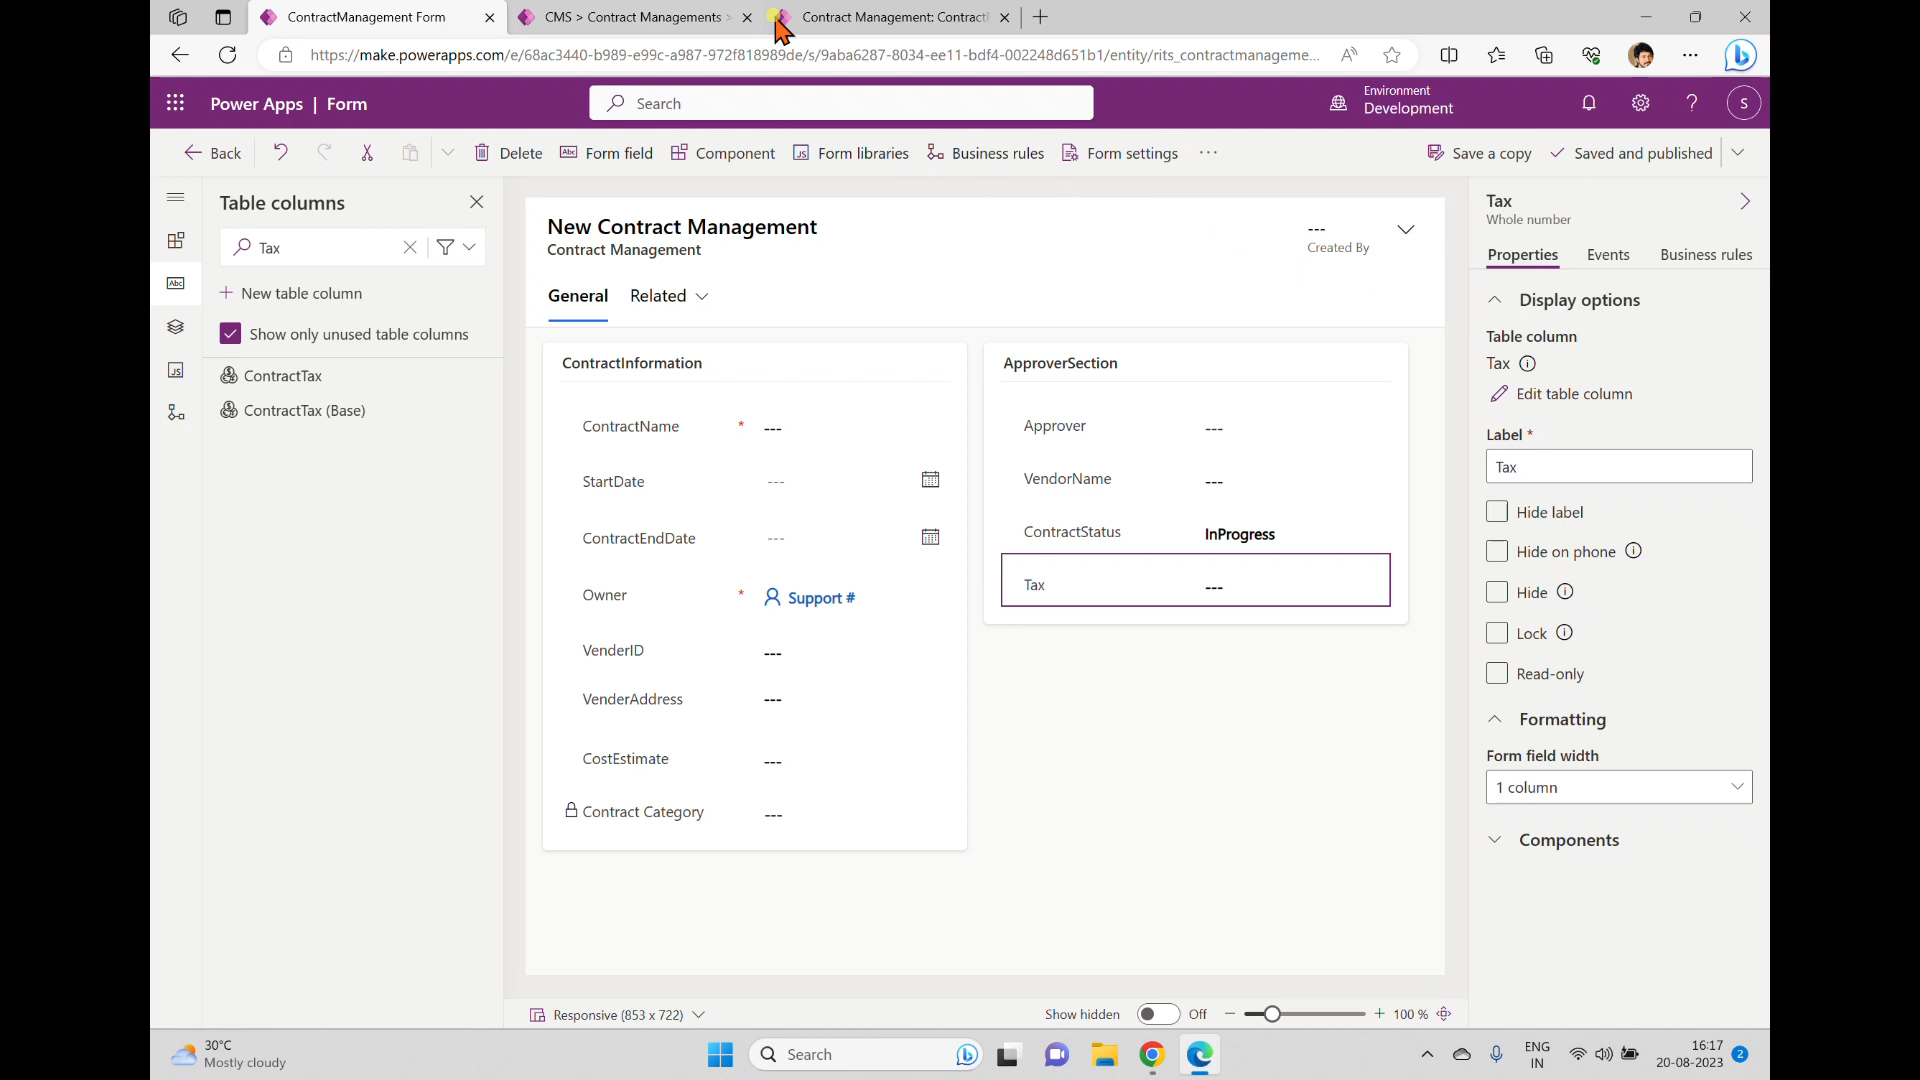 ContractManagement Form
CMS > Contract Managements >
Contract Management: Contract
https://make.powerapps.com/e/68ac3440-b989-e99c-a987-972f818989de/s/9aba6287-8034-ee11-bdf4-002248d651b1/entity/rits_contractmanageme...
Power Apps | Form
Search
Environment
Development
S
Back
Delete
Form field
Component
Form libraries
Business rules
Form settings
...
Save a copy
Saved and published
Table columns
Tax
New table column
Show only unused table columns
ContractTax
ContractTax (Base)
New Contract Management
Contract Management
---
Created By
General
Related
ContractInformation
ContractName * ---
StartDate ---
ContractEndDate ---
Owner * Support #
VenderID ---
VenderAddress ---
CostEstimate ---
Contract Category ---
ApproverSection
Approver ---
VendorName ---
ContractStatus InProgress
Tax ---
Tax
Whole number
Properties
Events
Business rules
Display options
Table column
Tax
Edit table column
Label *
Tax
Hide label
Hide on phone
Hide
Lock
Read-only
Formatting
Form field width
1 column
Components
Responsive (853 x 722)
Show hidden
Off
100 %
30°C
Mostly cloudy
Search
ENG
IN
16:17
20-08-2023
2